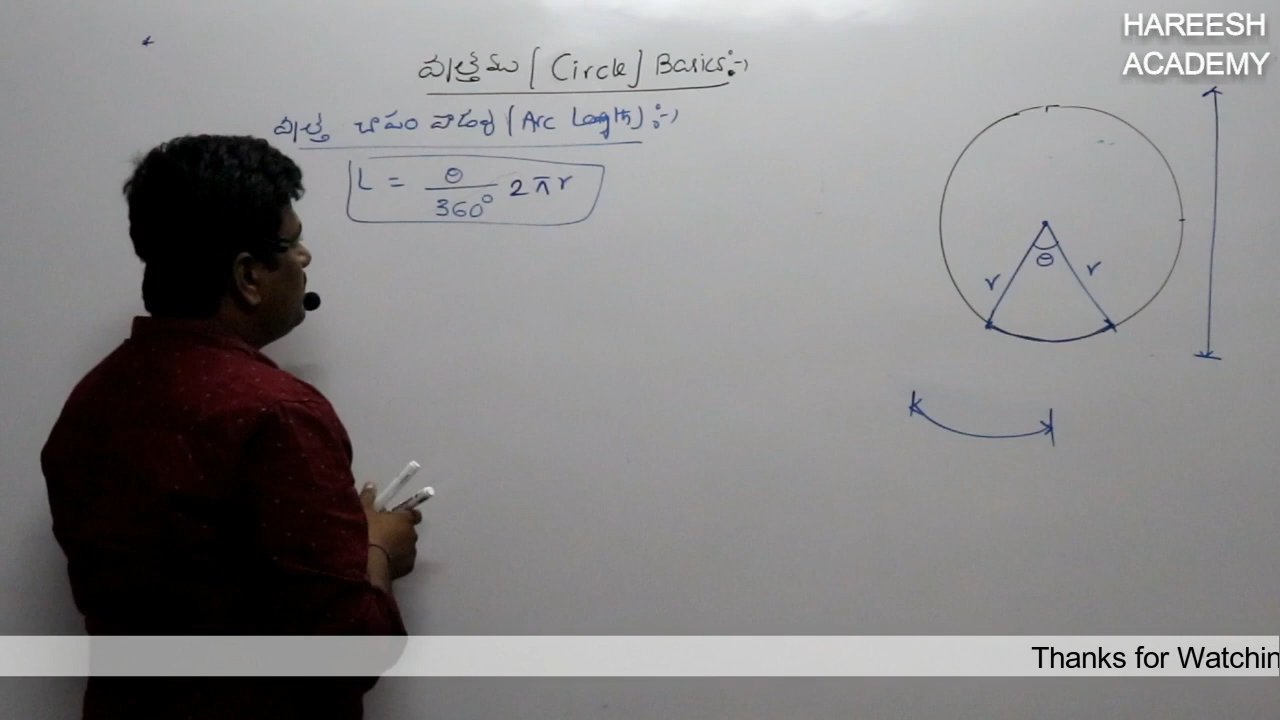 HAREESH
ACADEMY
వృత్తము (Circle) Basics:-
వృత్త చాపం పొడవు (Arc Length):-
L = θ/360° 2πr
θ
r
r
Thanks for Watchin